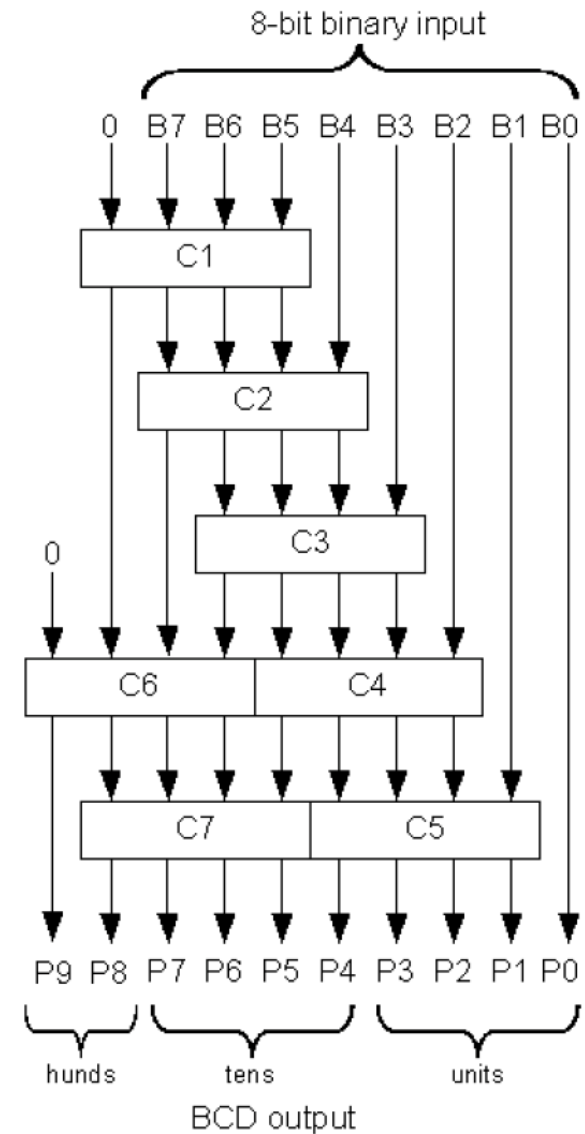 8-bit binary input
0 B7 B6 B5 B4 B3 B2 B1 B0
C1
C2
C3
0
C6 C4
C7 C5
P9 P8 P7 P6 P5 P4 P3 P2 P1 P0
hunds tens units
BCD output